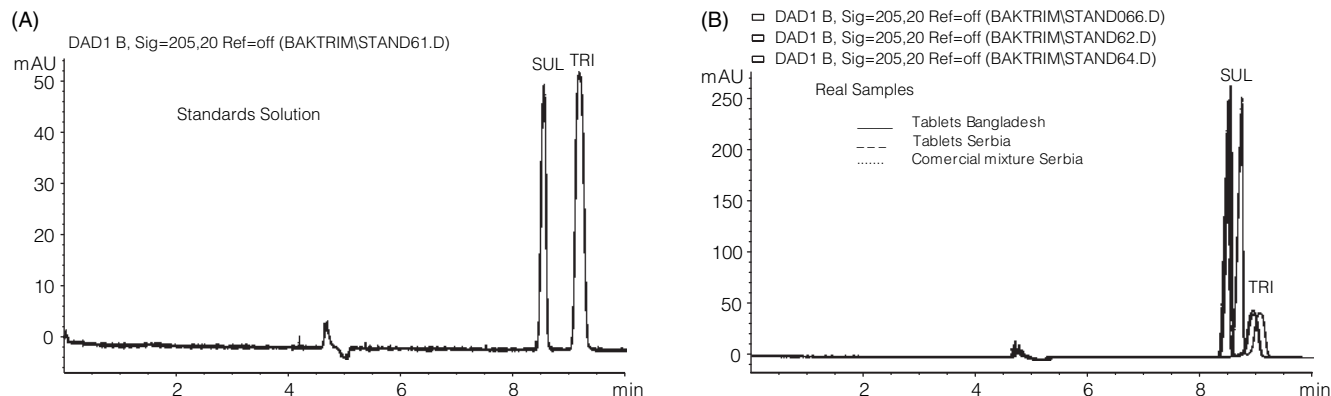 (A)
DAD1 B, Sig=205,20 Ref=off (BAKTRIM\STAND61.D)
mAU
50
40
30
20
10
0
SUL TRI
Standards Solution
2 4 6 8 min
(B)
DAD1 B, Sig=205,20 Ref=off (BAKTRIM\STAND066.D)
DAD1 B, Sig=205,20 Ref=off (BAKTRIM\STAND62.D)
DAD1 B, Sig=205,20 Ref=off (BAKTRIM\STAND64.D)
mAU
250
200
150
100
50
0
SUL
Real Samples
Tablets Bangladesh
Tablets Serbia
Comercial mixture Serbia
TRI
2 4 6 8 min